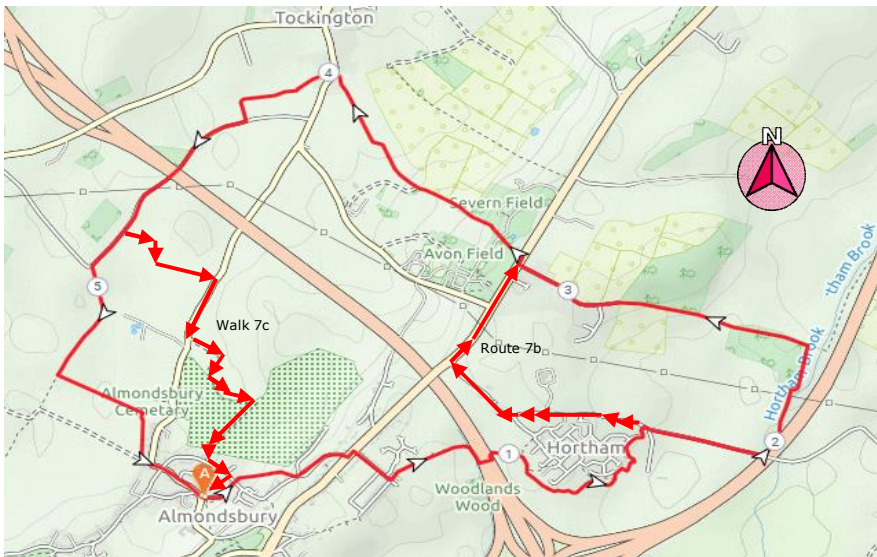 Tockington
4
N
Severn Field
Avon Field
5
3
tham Brook
Walk 7c
Route 7b
Almondsbury
Cemetery
Hortham Brook
A
1
Hortham
2
Woodlands
Wood
Almondsbury